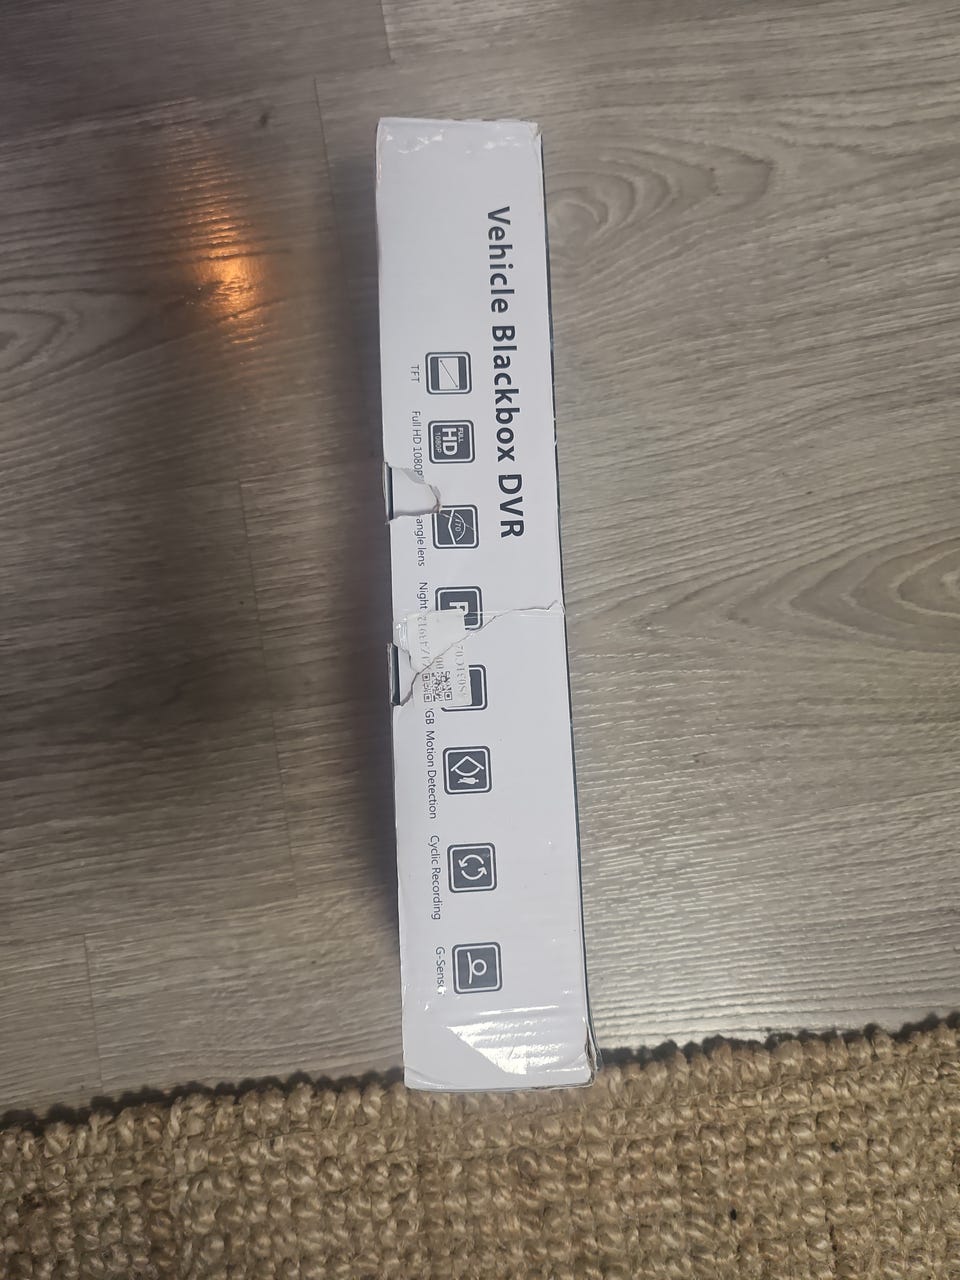 Vehicle Blackbox DVR
FULL
HD
1080P
170°
TFT
Full HD 1080P
angle lens
Night
GB
Motion Detection
Cyclic Recording
G-Sensor